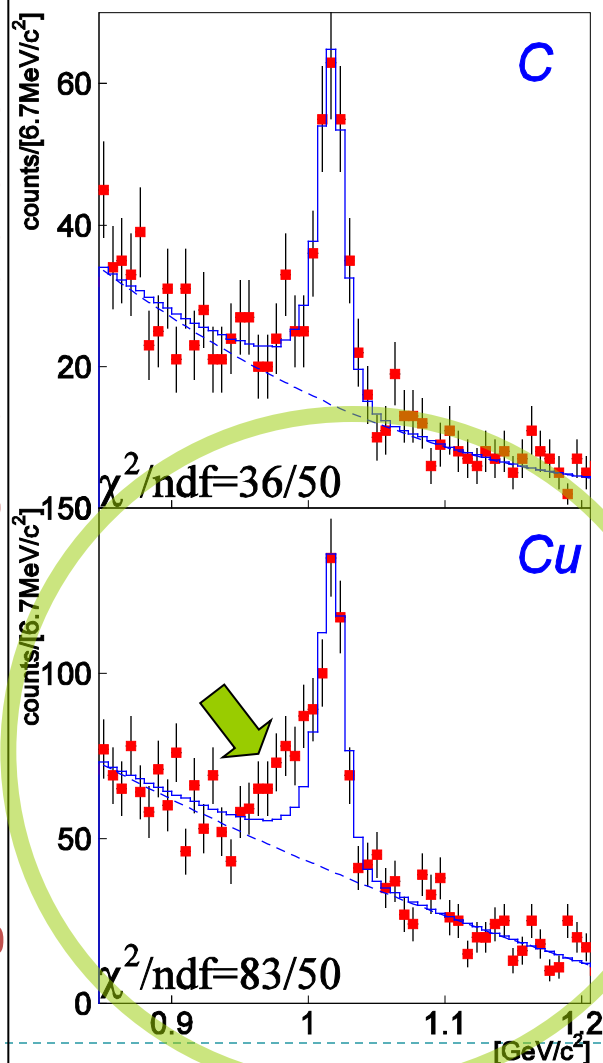 counts/[6.7MeV/c²]
C
60
40
20
χ²/ndf=36/50
counts/[6.7MeV/c²]
150
Cu
100
50
χ²/ndf=83/50
0
0.9 1 1.1 1.2
[GeV/c²]